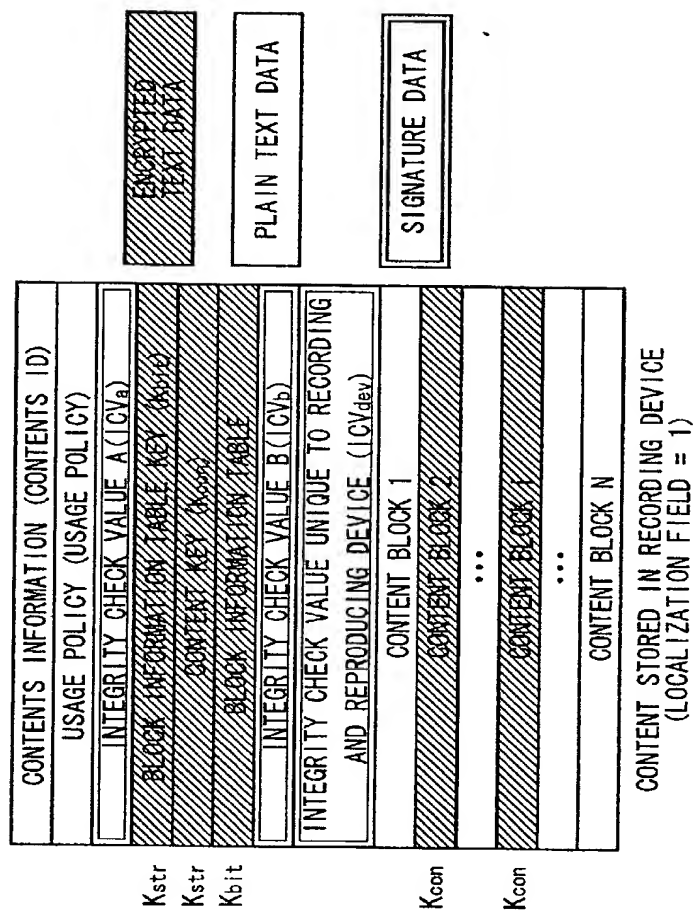 CONTENTS INFORMATION (CONTENTS ID)
USAGE POLICY (USAGE POLICY)
INTEGRITY CHECK VALUE A(ICVa)
Kstr
BLOCK INFORMATION TABLE KEY (Kbit)
Kstr
CONTENT KEY (Kcon)
Kbit
BLOCK INFORMATION TABLE
INTEGRITY CHECK VALUE B(ICVb)
INTEGRITY CHECK VALUE UNIQUE TO RECORDING
AND REPRODUCING DEVICE (ICVdev)
CONTENT BLOCK 1
Kcon
CONTENT BLOCK 2
...
Kcon
CONTENT BLOCK i
...
CONTENT BLOCK N
CONTENT STORED IN RECORDING DEVICE
(LOCALIZATION FIELD = 1)
ENCRYPTED
TEXT DATA
PLAIN TEXT DATA
SIGNATURE DATA